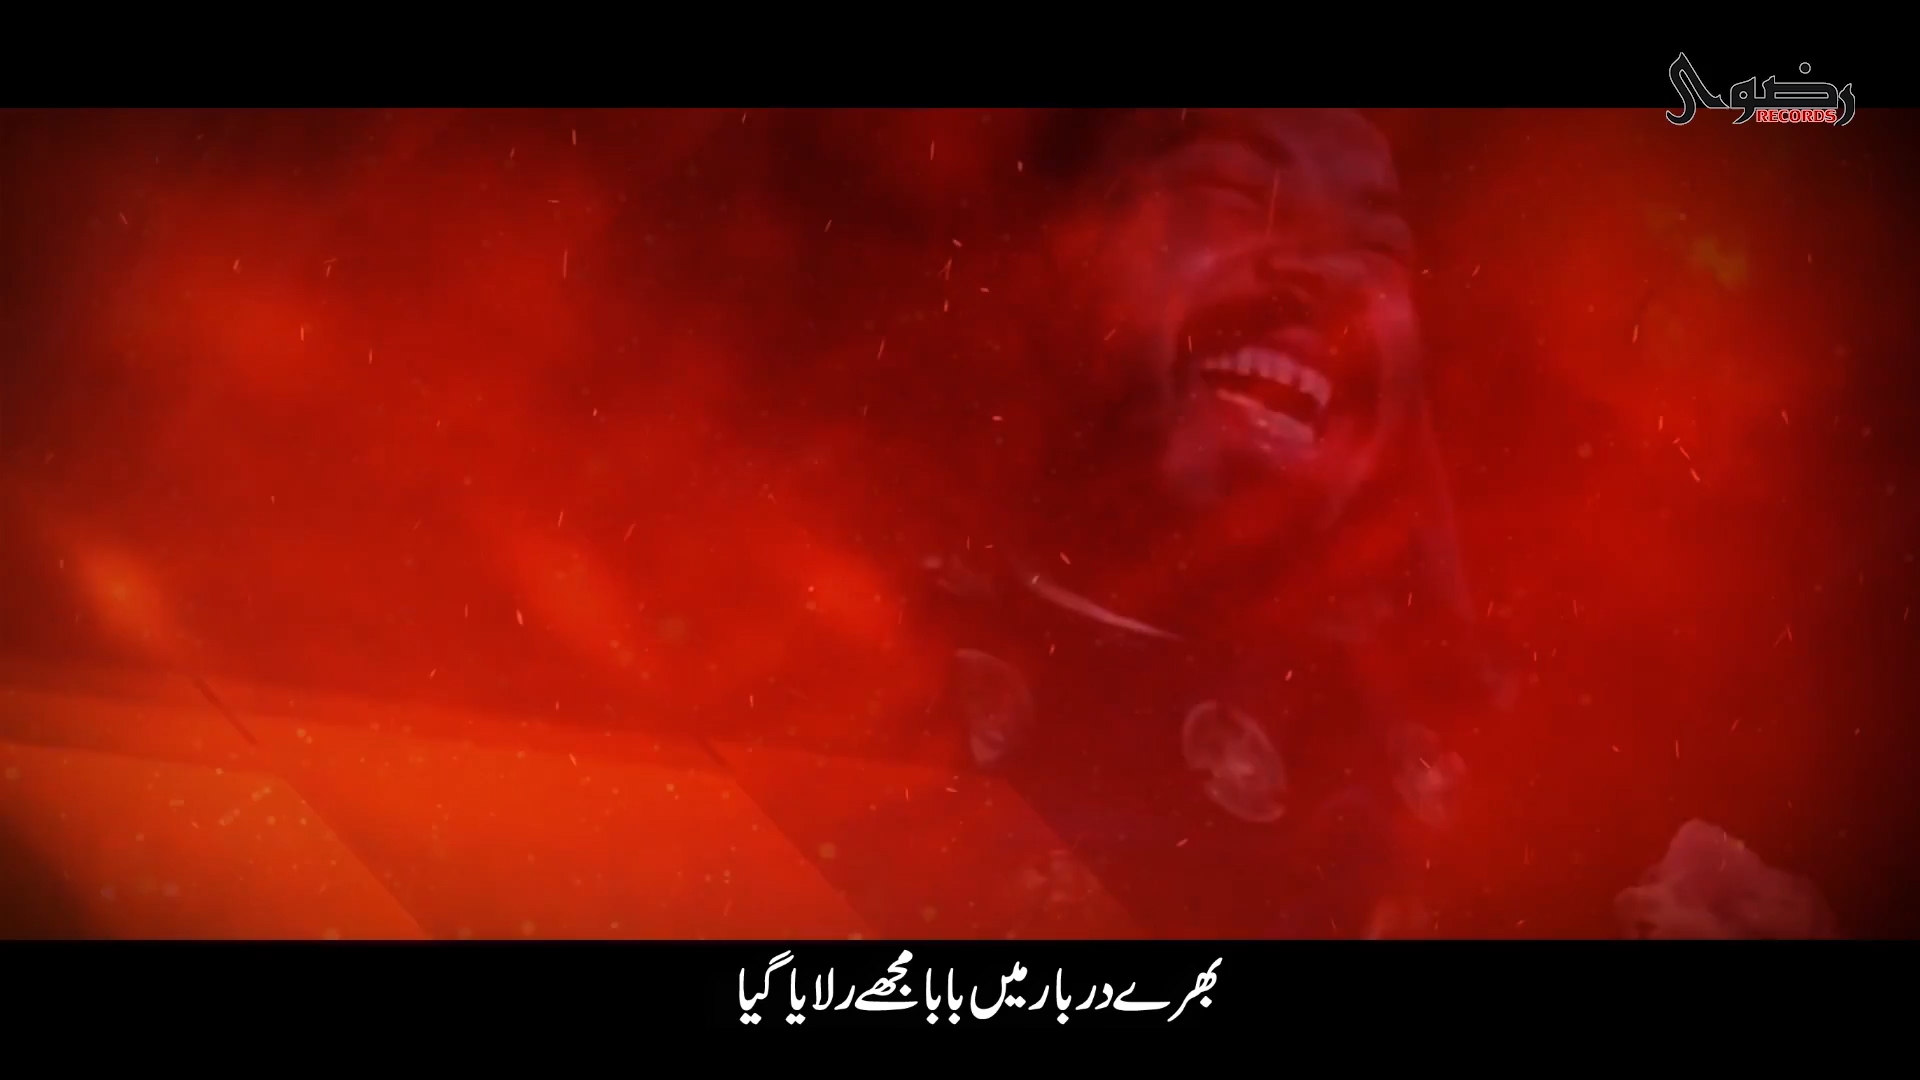 رضوی
RECORDS
بھرے دربار میں بابا مجھے رلایا گیا